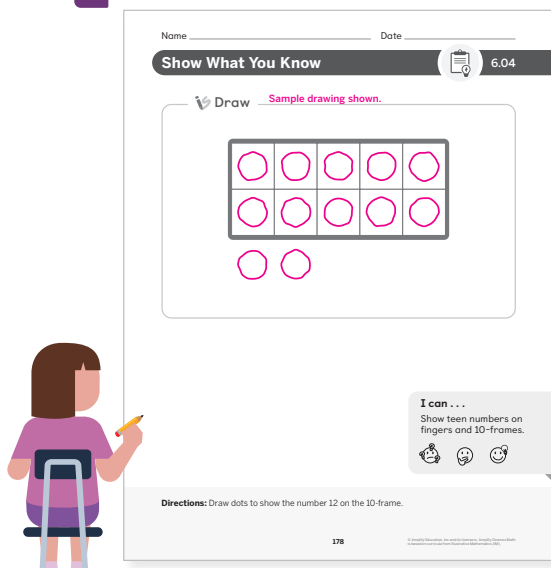 Name Date
Show What You Know 6.04
Draw Sample drawing shown.
I can . . .
Show teen numbers on
fingers and 10-frames.
Directions: Draw dots to show the number 12 on the 10-frame.
178